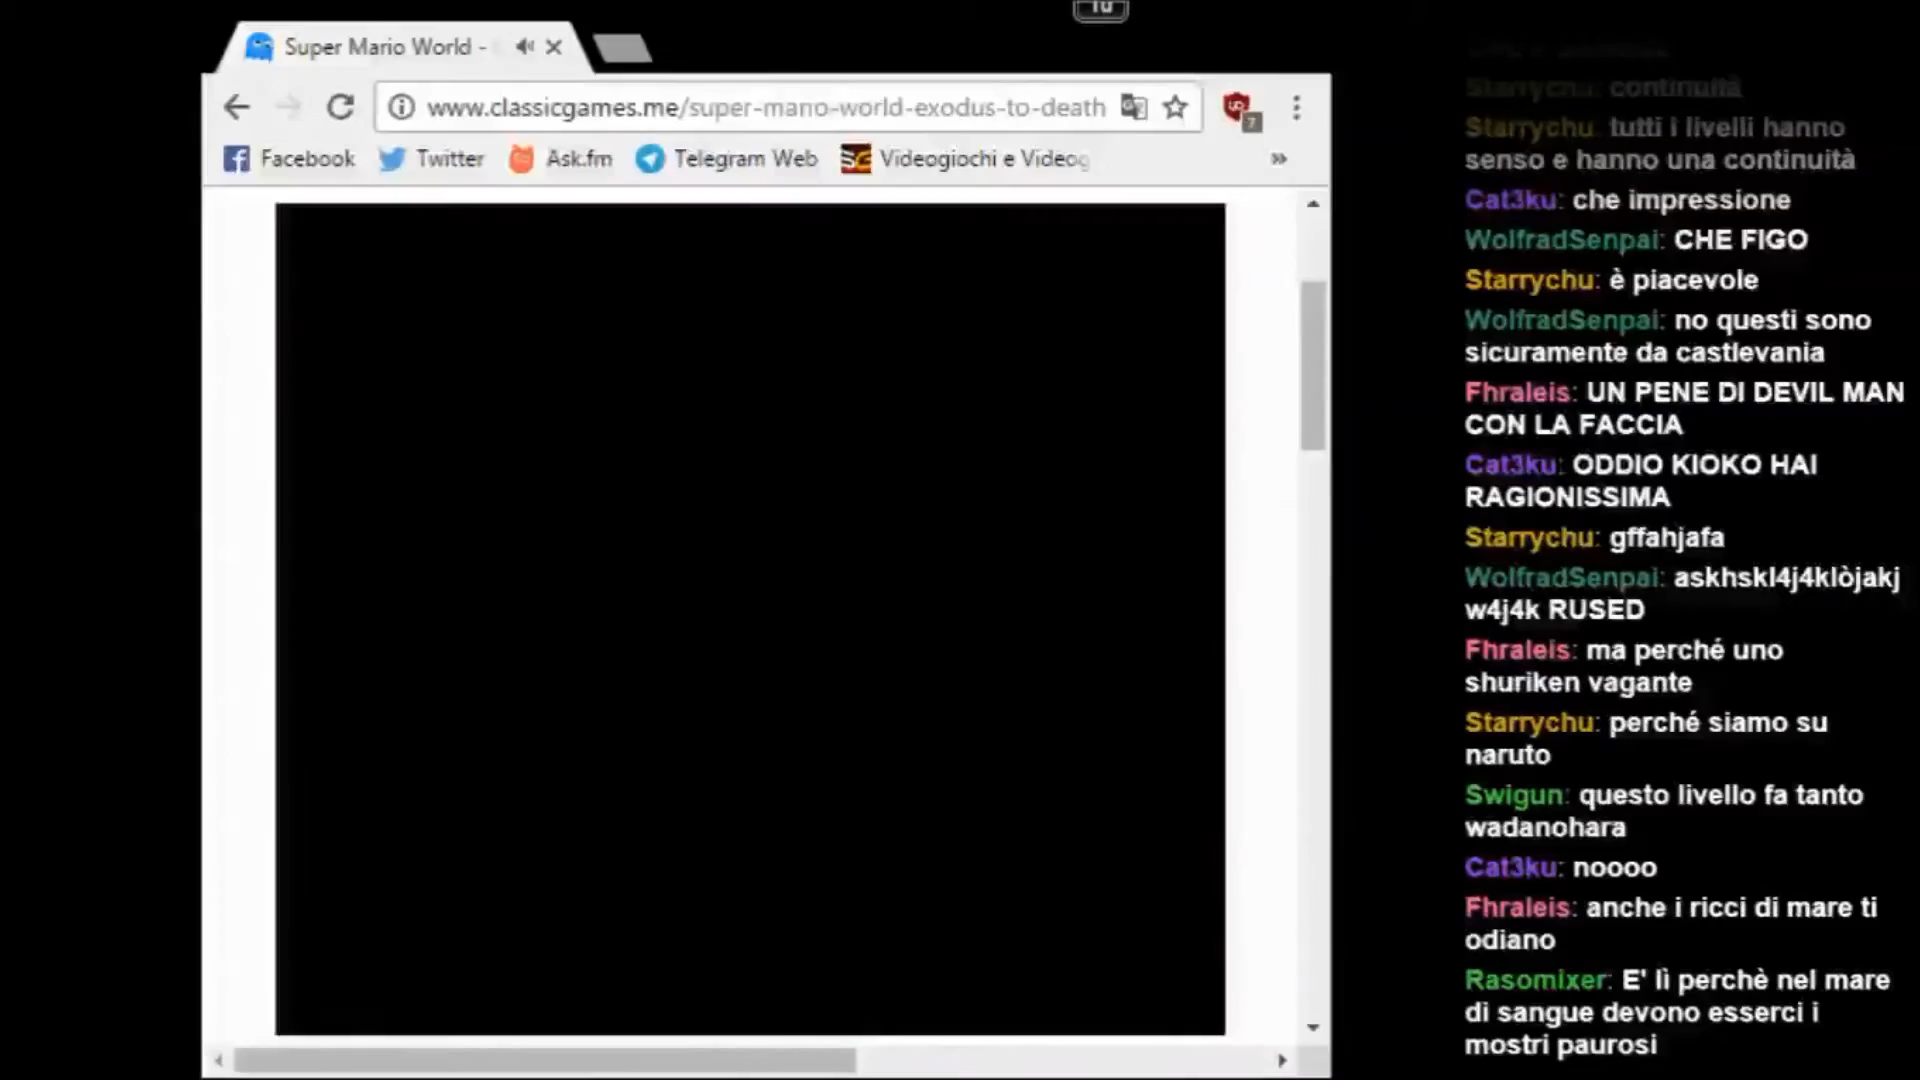 10
Super Mario World -
www.classicgames.me/super-mario-world-exodus-to-death
7
Facebook
Twitter
Ask.fm
Telegram Web
Videogiochi e Videog
»
Starrychu: continuità
Starrychu: tutti i livelli hanno
senso e hanno una continuità
Cat3ku: che impressione
WolfradSenpai: CHE FIGO
Starrychu: è piacevole
WolfradSenpai: no questi sono
sicuramente da castlevania
Fhraleis: UN PENE DI DEVIL MAN
CON LA FACCIA
Cat3ku: ODDIO KIOKO HAI
RAGIONISSIMA
Starrychu: gffahjafa
WolfradSenpai: askhskl4j4klòjakj
w4j4k RUSED
Fhraleis: ma perché uno
shuriken vagante
Starrychu: perché siamo su
naruto
Swigun: questo livello fa tanto
wadanohara
Cat3ku: noooo
Fhraleis: anche i ricci di mare ti
odiano
Rasomixer: E' lì perchè nel mare
di sangue devono esserci i
mostri paurosi